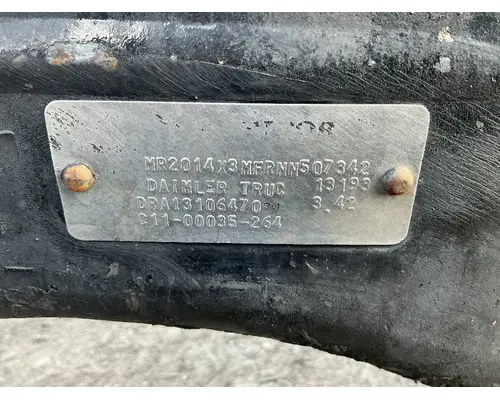 MR2014X3MFRNN507342
DAIMLER TRUC 13193
DRA13106470 3.42
C11-00035-264